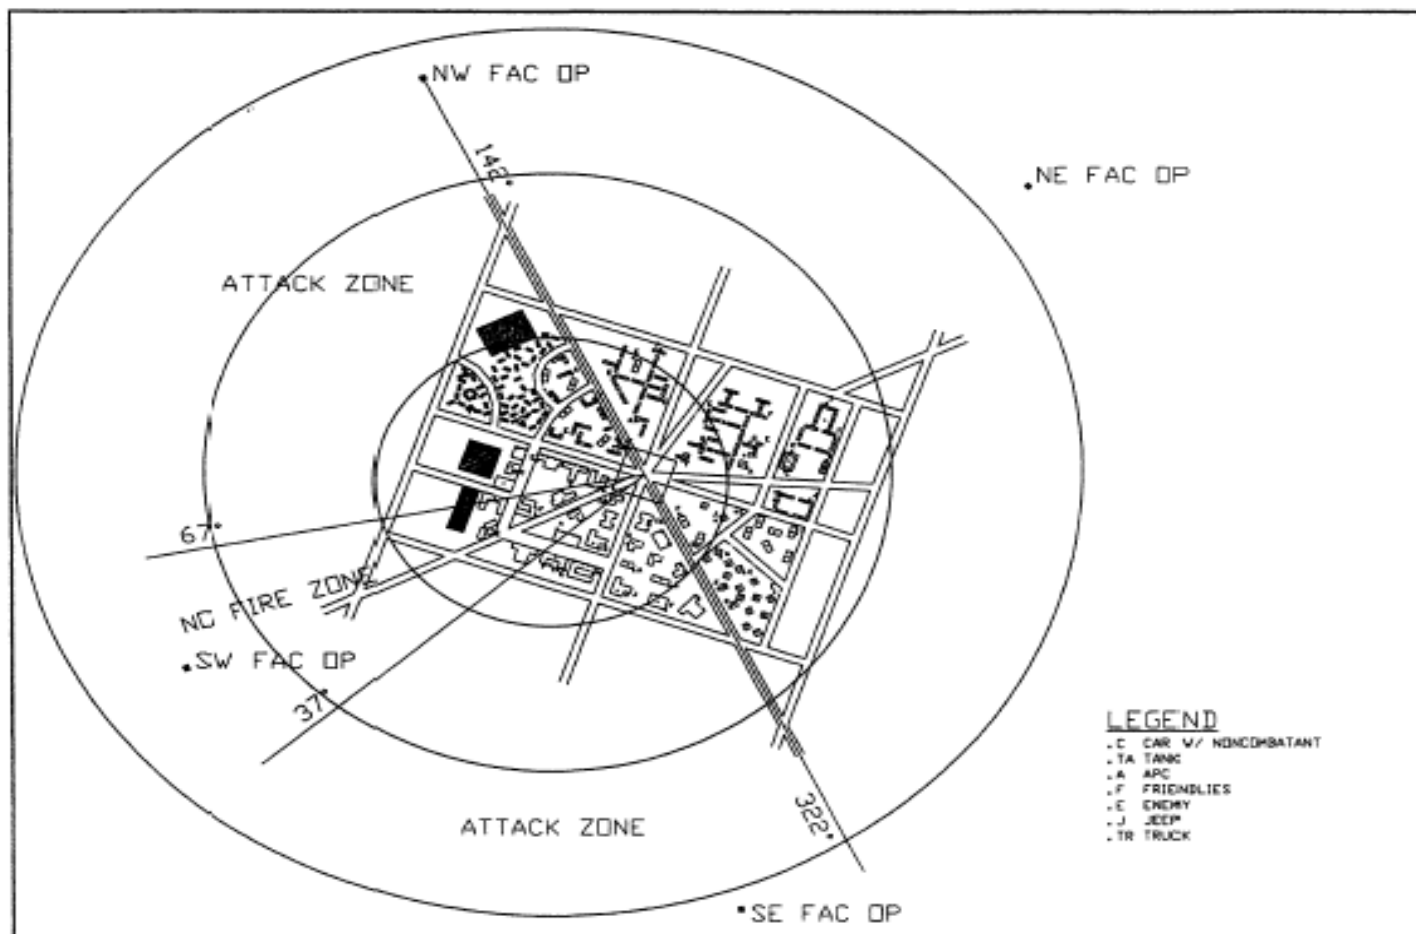 NW FAC OP
142°
NE FAC OP
ATTACK ZONE
67°
NO FIRE ZONE
SW FAC OP
37°
LEGEND
.C CAR W/ NONCOMBATANT
.TA TANK
.A APC
.F FRIENDLIES
.E ENEMY
.J JEEP
.TR TRUCK
322°
ATTACK ZONE
SE FAC OP